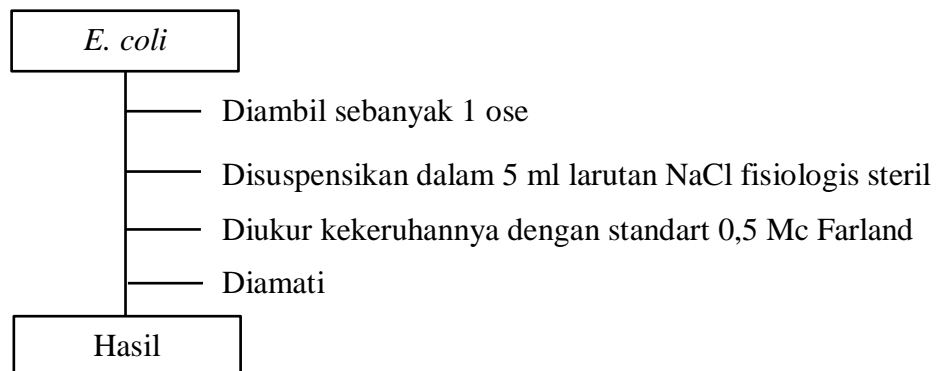 E. coli
Diambil sebanyak 1 ose
Disuspensikan dalam 5 ml larutan NaCl fisiologis steril
Diukur kekeruhannya dengan standart 0,5 Mc Farland
Diamati
Hasil